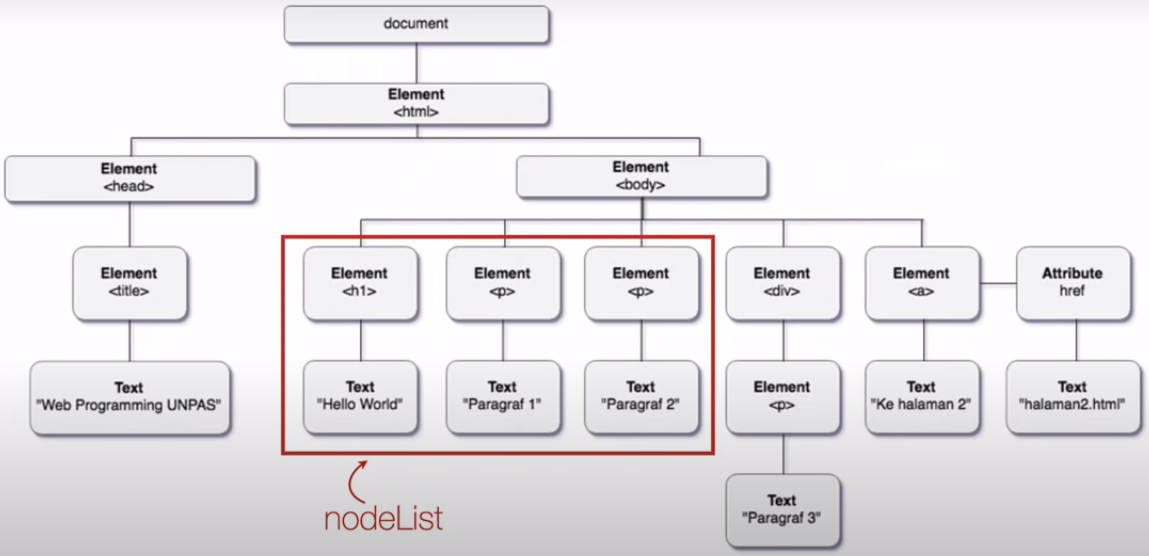 document
Element
<html>
Element
<head>
Element
<body>
Element
<title>
Element
<h1>
Element
<p>
Element
<p>
Element
<div>
Element
<a>
Attribute
href
Text
"Web Programming UNPAS"
Text
"Hello World"
Text
"Paragraf 1"
Text
"Paragraf 2"
Element
<p>
Text
"Ke halaman 2"
Text
"halaman2.html"
Text
"Paragraf 3"
nodeList